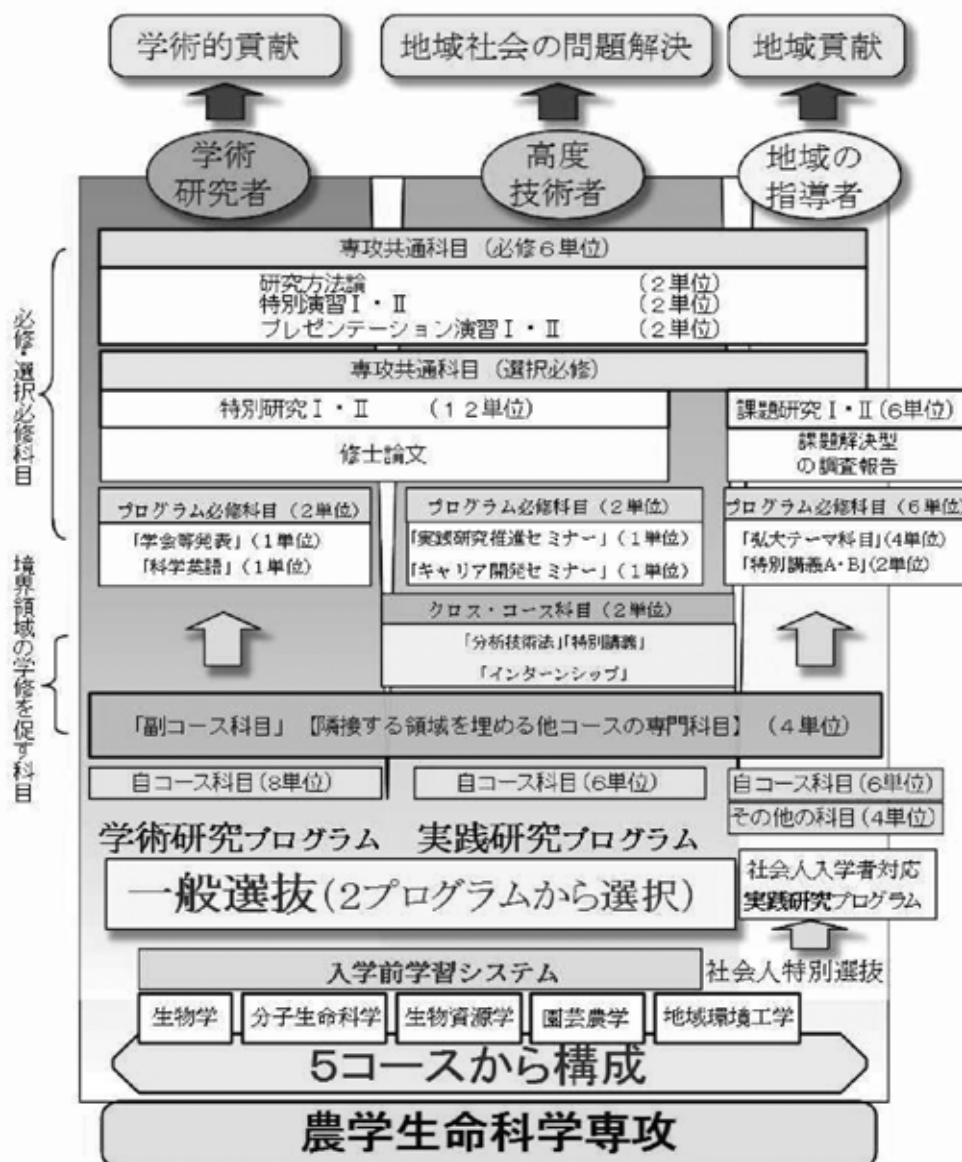 学術的貢献
地域社会の問題解決
地域貢献
学術
研究者
高度
技術者
地域の
指導者
必修・選択必修科目
専攻共通科目（必修６単位）
研究方法論 （２単位）
特別演習Ⅰ・Ⅱ （２単位）
プレゼンテーション演習Ⅰ・Ⅱ （２単位）
専攻共通科目（選択必修）
特別研究Ⅰ・Ⅱ （１２単位）
修士論文
課題研究Ⅰ・Ⅱ（6単位）
課題解決型
の調査報告
プログラム必修科目（２単位）
「学会等発表」（１単位）
「科学英語」（１単位）
プログラム必修科目（２単位）
「実践研究推進セミナー」（１単位）
「キャリア開発セミナー」（１単位）
プログラム必修科目（６単位）
「弘大テーマ科目」(4単位)
「特別講義A・B」(2単位)
境界領域の学修を促す科目
クロス・コース科目（２単位）
「分析技術法」「特別講義」
「インターンシップ」
「副コース科目」【隣接する領域を埋める他コースの専門科目】（４単位）
自コース科目（8単位）
自コース科目（6単位）
自コース科目（6単位）
その他の科目（4単位）
学術研究プログラム
実践研究プログラム
一般選抜（2プログラムから選択）
社会人入学者対応
実践研究プログラム
社会人特別選抜
入学前学習システム
生物学
分子生命科学
生物資源学
園芸農学
地域環境工学
5コースから構成
農学生命科学専攻